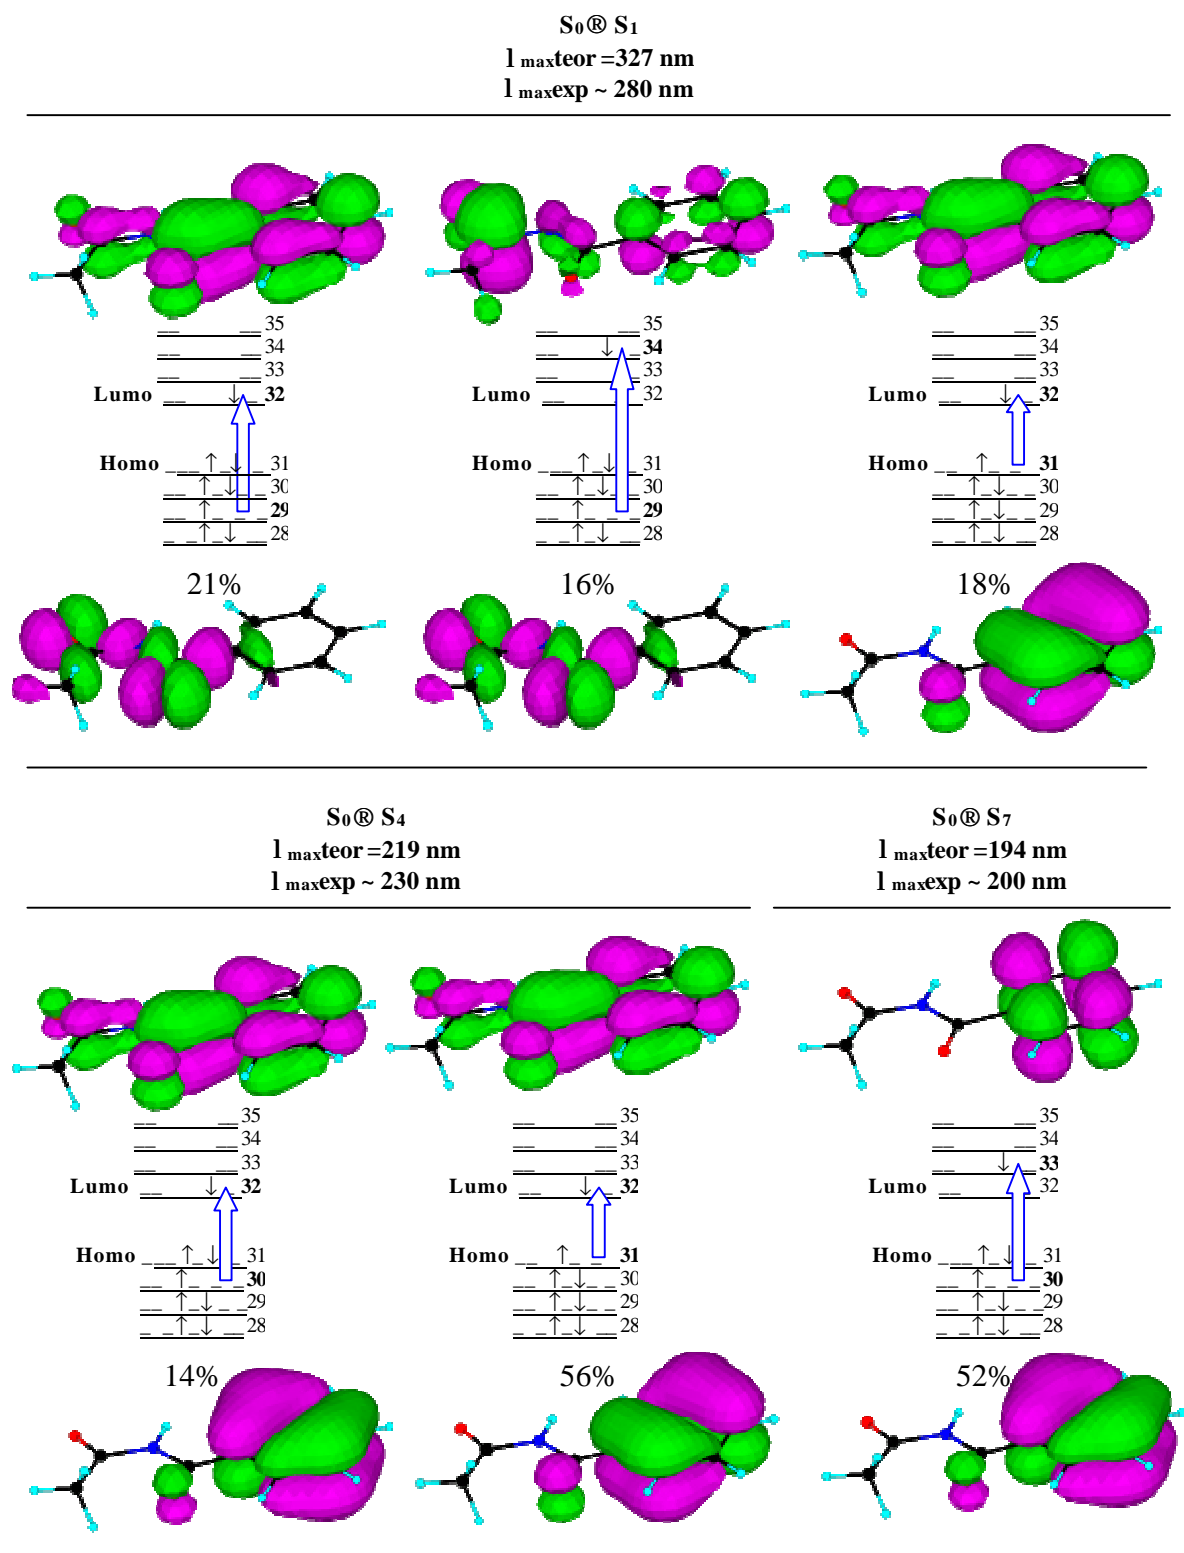 S0® S1
l maxteor =327 nm
l maxexp ~ 280 nm
35 35 35
34 34 34
33 33 33
Lumo 32 Lumo 32 Lumo 32
Homo ↑ ↓ 31 Homo ↑ ↓ 31 Homo ↑ 31
↑ ↓ 30 ↑ ↓ 30 ↑ ↓ 30
↑ 29 ↑ 29 ↑ ↓ 29
↑ ↓ 28 ↑ ↓ 28 ↑ ↓ 28
21% 16% 18%
S0® S4
l maxteor =219 nm
l maxexp ~ 230 nm
S0® S7
l maxteor =194 nm
l maxexp ~ 200 nm
35 35 35
34 34 34
33 33 33
Lumo 32 Lumo 32 Lumo 32
Homo ↑ ↓ 31 Homo ↑ 31 Homo ↑ ↓ 31
↑ 30 ↑ ↓ 30 ↑ 30
↑ ↓ 29 ↑ ↓ 29 ↑ ↓ 29
↑ ↓ 28 ↑ ↓ 28 ↑ ↓ 28
14% 56% 52%